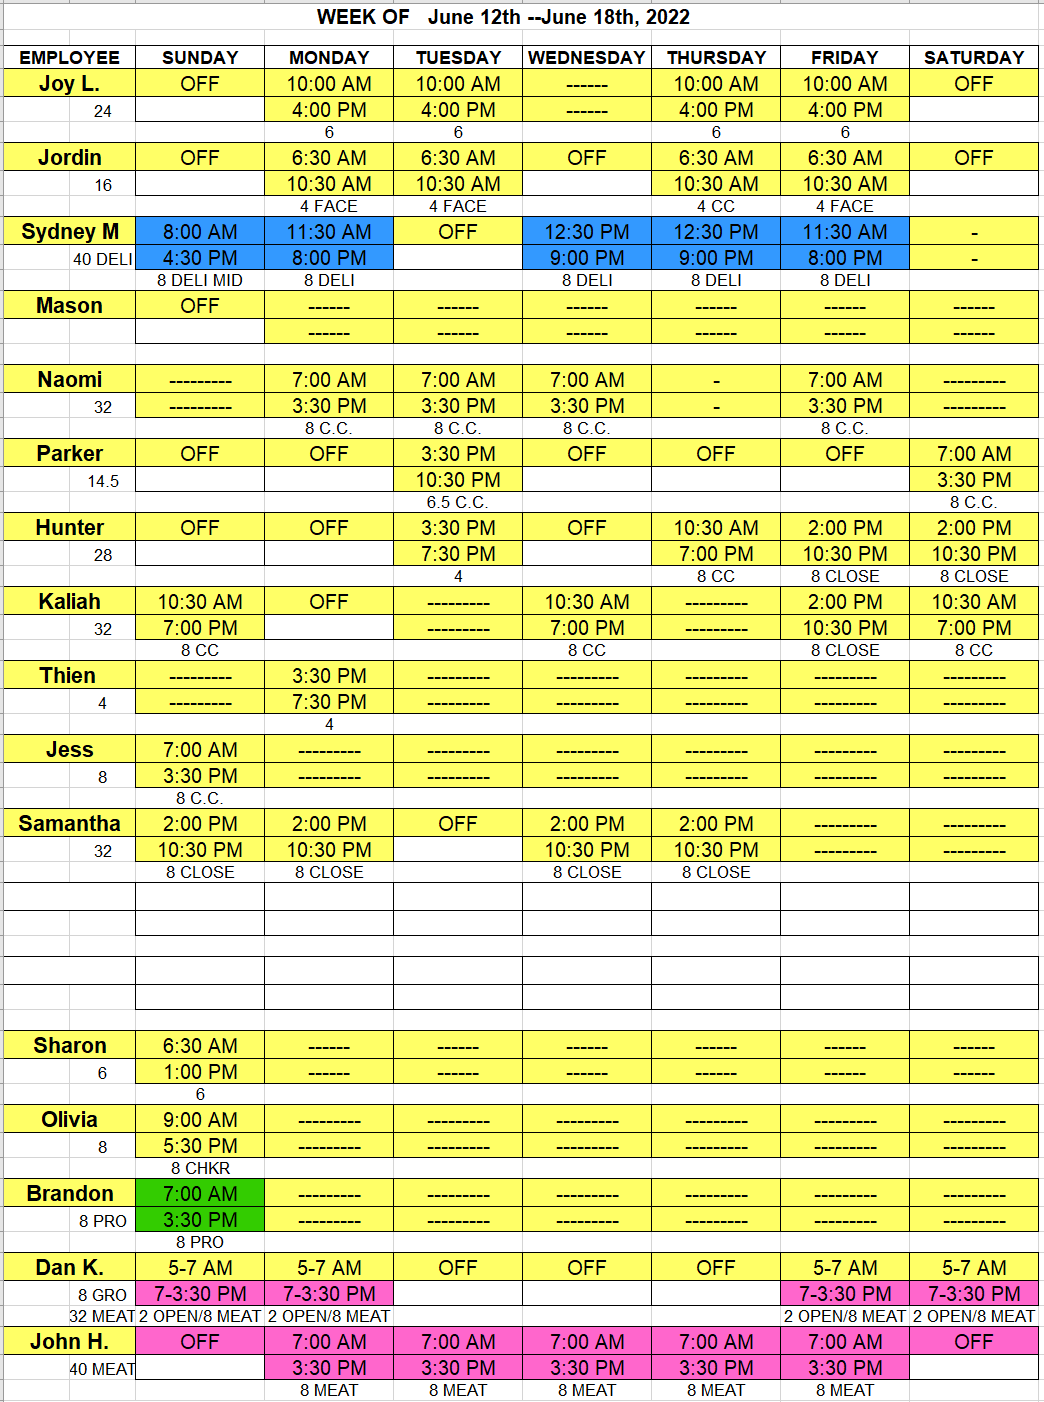 WEEK OF June 12th --June 18th, 2022
EMPLOYEE SUNDAY MONDAY TUESDAY WEDNESDAY THURSDAY FRIDAY SATURDAY
Joy L. OFF 10:00 AM 10:00 AM ------ 10:00 AM 10:00 AM OFF
24 4:00 PM 4:00 PM ------ 4:00 PM 4:00 PM
6 6 6 6
Jordin OFF 6:30 AM 6:30 AM OFF 6:30 AM 6:30 AM OFF
16 10:30 AM 10:30 AM 10:30 AM 10:30 AM
4 FACE 4 FACE 4 CC 4 FACE
Sydney M 8:00 AM 11:30 AM OFF 12:30 PM 12:30 PM 11:30 AM -
40 DELI 4:30 PM 8:00 PM 9:00 PM 9:00 PM 8:00 PM -
8 DELI MID 8 DELI 8 DELI 8 DELI 8 DELI
Mason OFF ------ ------ ------ ------ ------ ------
------ ------ ------ ------ ------ ------
Naomi --------- 7:00 AM 7:00 AM 7:00 AM - 7:00 AM ---------
32 --------- 3:30 PM 3:30 PM 3:30 PM - 3:30 PM ---------
8 C.C. 8 C.C. 8 C.C. 8 C.C.
Parker OFF OFF 3:30 PM OFF OFF OFF 7:00 AM
14.5 10:30 PM 3:30 PM
6.5 C.C. 8 C.C.
Hunter OFF OFF 3:30 PM OFF 10:30 AM 2:00 PM 2:00 PM
28 7:30 PM 7:00 PM 10:30 PM 10:30 PM
4 8 CC 8 CLOSE 8 CLOSE
Kaliah 10:30 AM OFF --------- 10:30 AM --------- 2:00 PM 10:30 AM
32 7:00 PM --------- 7:00 PM --------- 10:30 PM 7:00 PM
8 CC 8 CC 8 CLOSE 8 CC
Thien --------- 3:30 PM --------- --------- --------- --------- ---------
4 --------- 7:30 PM --------- --------- --------- --------- ---------
4
Jess 7:00 AM --------- --------- --------- --------- --------- ---------
8 3:30 PM --------- --------- --------- --------- --------- ---------
8 C.C.
Samantha 2:00 PM 2:00 PM OFF 2:00 PM 2:00 PM --------- ---------
32 10:30 PM 10:30 PM 10:30 PM 10:30 PM --------- ---------
8 CLOSE 8 CLOSE 8 CLOSE 8 CLOSE
Sharon 6:30 AM ------ ------ ------ ------ ------ ------
6 1:00 PM ------ ------ ------ ------ ------ ------
6
Olivia 9:00 AM --------- --------- --------- --------- --------- ---------
8 5:30 PM --------- --------- --------- --------- --------- ---------
8 CHKR
Brandon 7:00 AM --------- --------- --------- --------- --------- ---------
8 PRO 3:30 PM --------- --------- --------- --------- --------- ---------
8 PRO
Dan K. 5-7 AM 5-7 AM OFF OFF OFF 5-7 AM 5-7 AM
8 GRO 7-3:30 PM 7-3:30 PM 7-3:30 PM 7-3:30 PM
32 MEAT 2 OPEN/8 MEAT 2 OPEN/8 MEAT 2 OPEN/8 MEAT 2 OPEN/8 MEAT
John H. OFF 7:00 AM 7:00 AM 7:00 AM 7:00 AM 7:00 AM OFF
40 MEAT 3:30 PM 3:30 PM 3:30 PM 3:30 PM 3:30 PM
8 MEAT 8 MEAT 8 MEAT 8 MEAT 8 MEAT